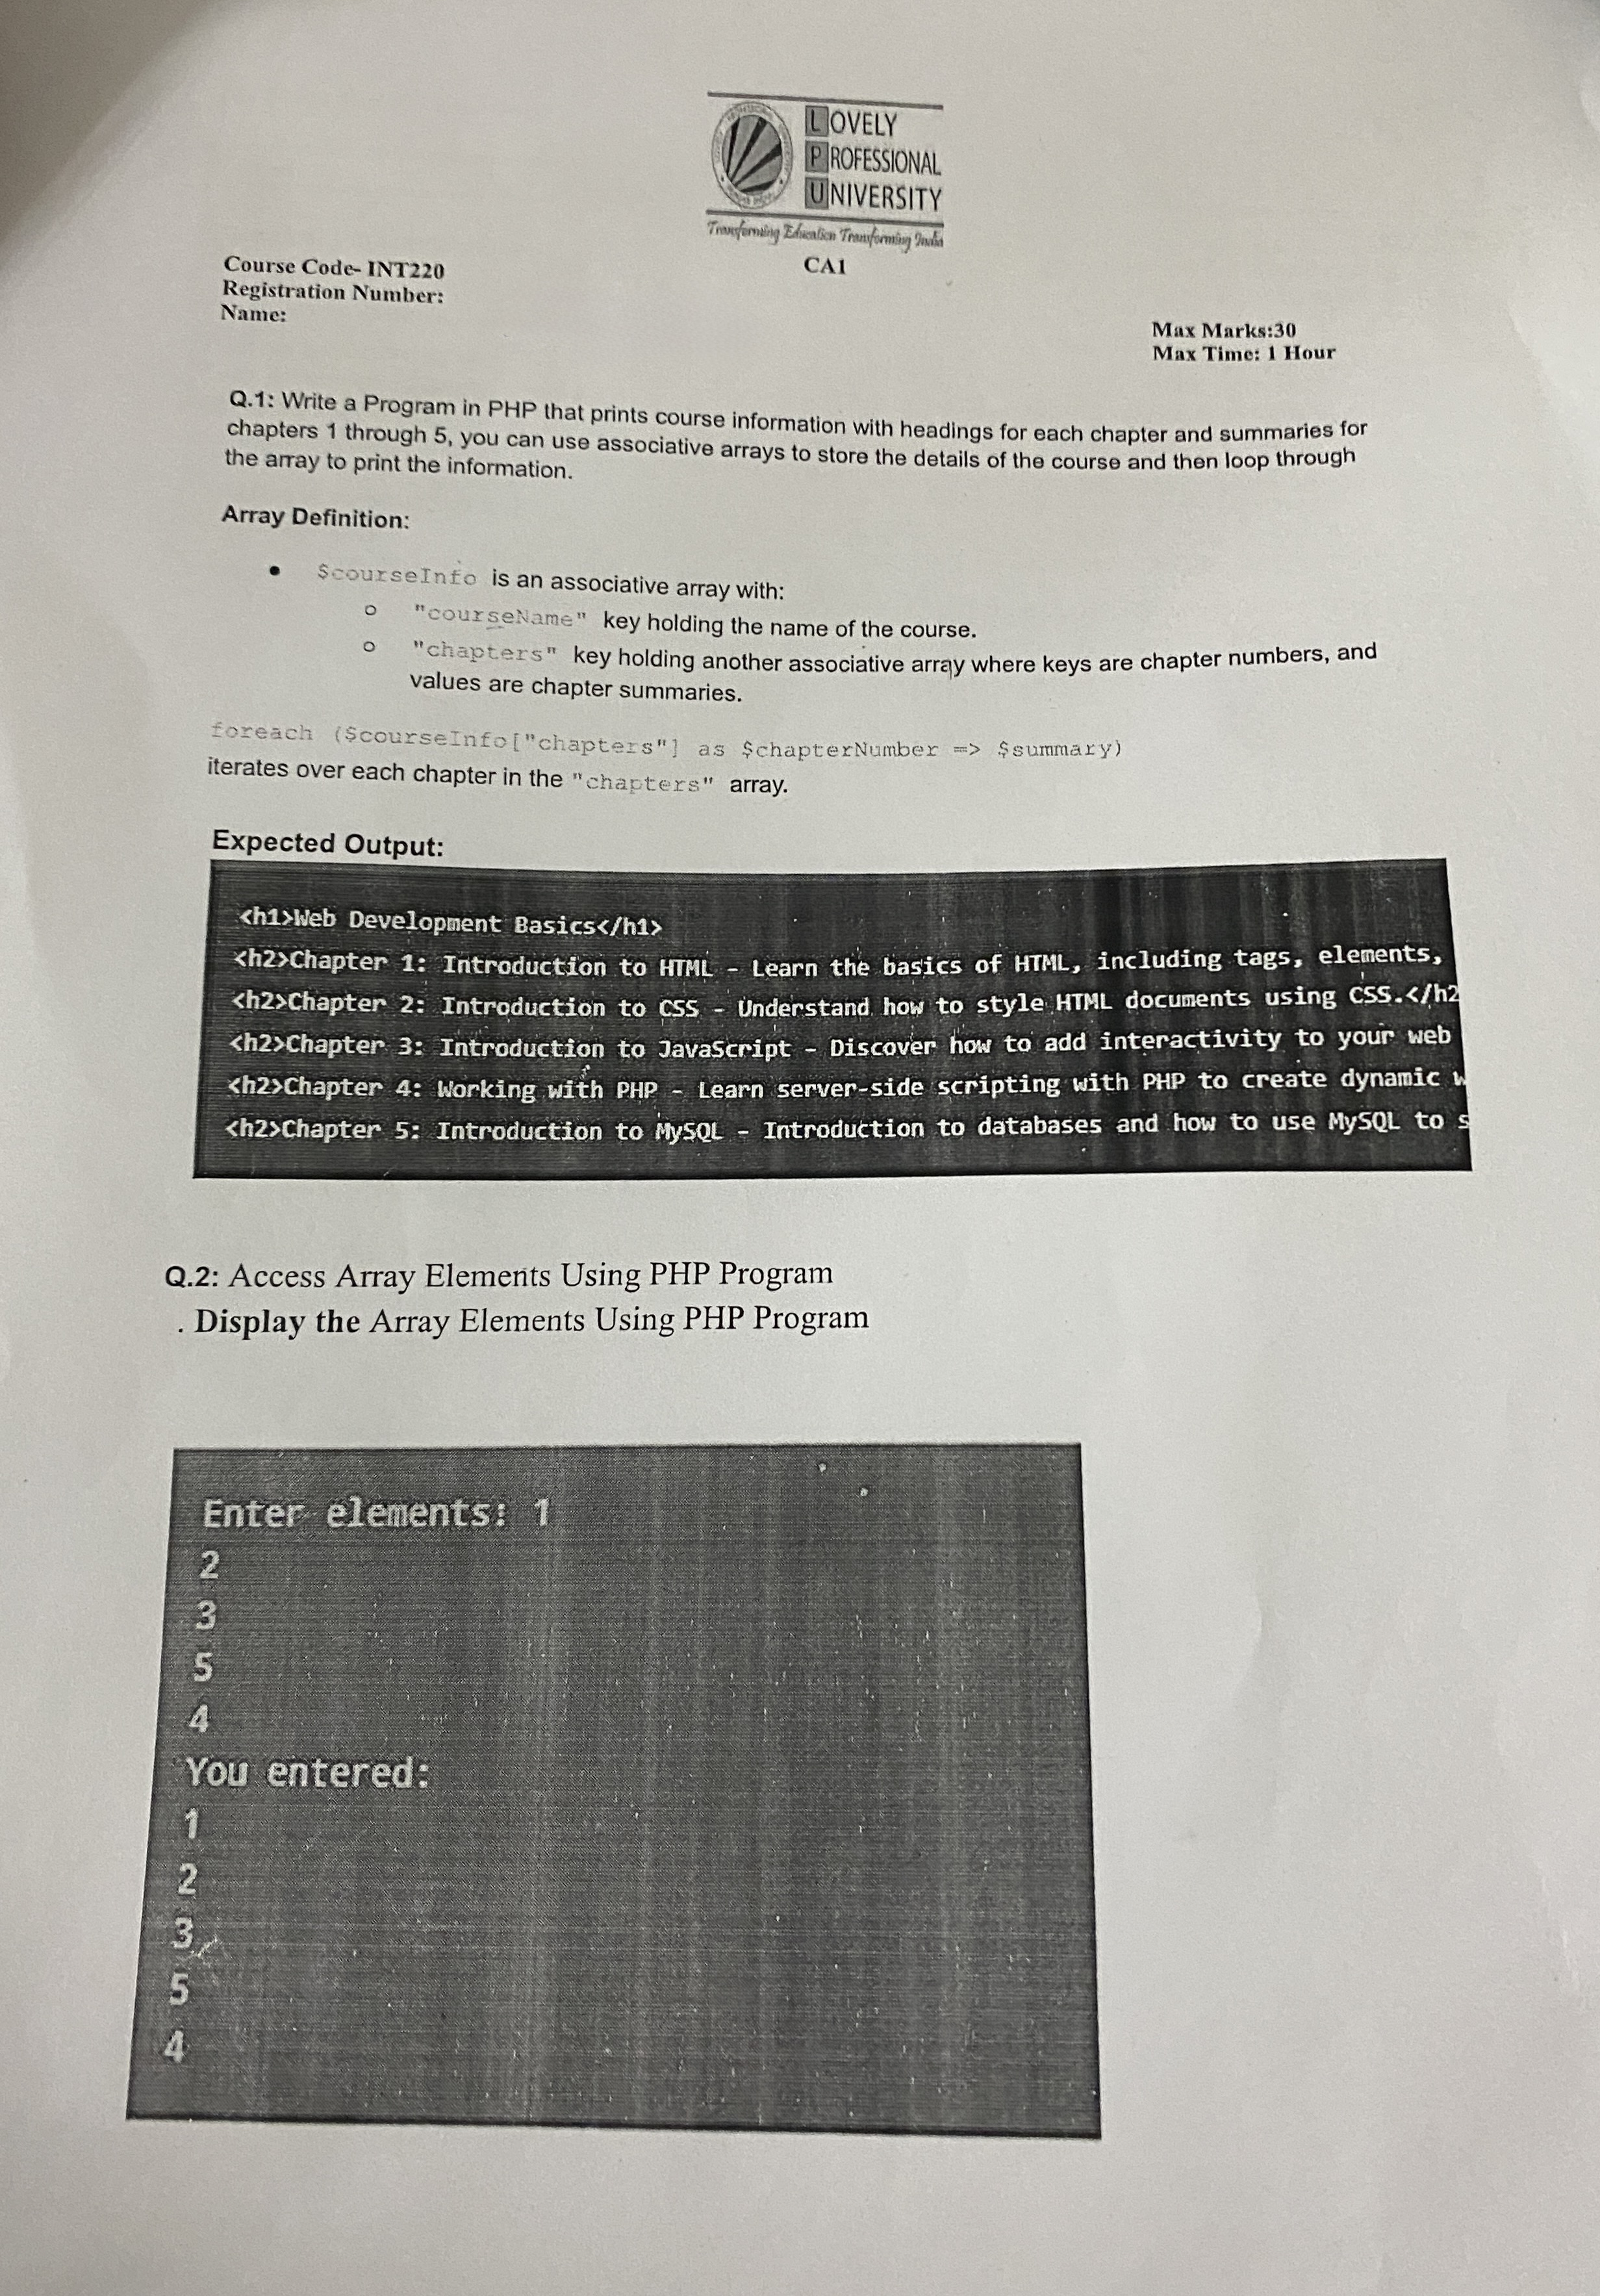 LOVELY
PROFESSIONAL
UNIVERSITY
Transforming Education Transforming India
CA1
Course Code- INT220
Registration Number:
Name:
Max Marks:30
Max Time: 1 Hour
Q.1: Write a Program in PHP that prints course information with headings for each chapter and summaries for
chapters 1 through 5, you can use associative arrays to store the details of the course and then loop through
the array to print the information.
Array Definition:
• $courseInfo is an associative array with:
o "courseName" key holding the name of the course.
o "chapters" key holding another associative array where keys are chapter numbers, and
values are chapter summaries.
foreach ($courseInfo["chapters"] as $chapterNumber => $summary)
iterates over each chapter in the "chapters" array.
Expected Output:
<h1>Web Development Basics</h1>
<h2>Chapter 1: Introduction to HTML - Learn the basics of HTML, including tags, elements,
<h2>Chapter 2: Introduction to CSS - Understand how to style HTML documents using CSS.</h2
<h2>Chapter 3: Introduction to JavaScript - Discover how to add interactivity to your web
<h2>Chapter 4: Working with PHP - Learn server-side scripting with PHP to create dynamic w
<h2>Chapter 5: Introduction to MySQL - Introduction to databases and how to use MySQL to s
Q.2: Access Array Elements Using PHP Program
. Display the Array Elements Using PHP Program
Enter elements: 1
2
3
5
4
You entered:
1
2
3
5
4